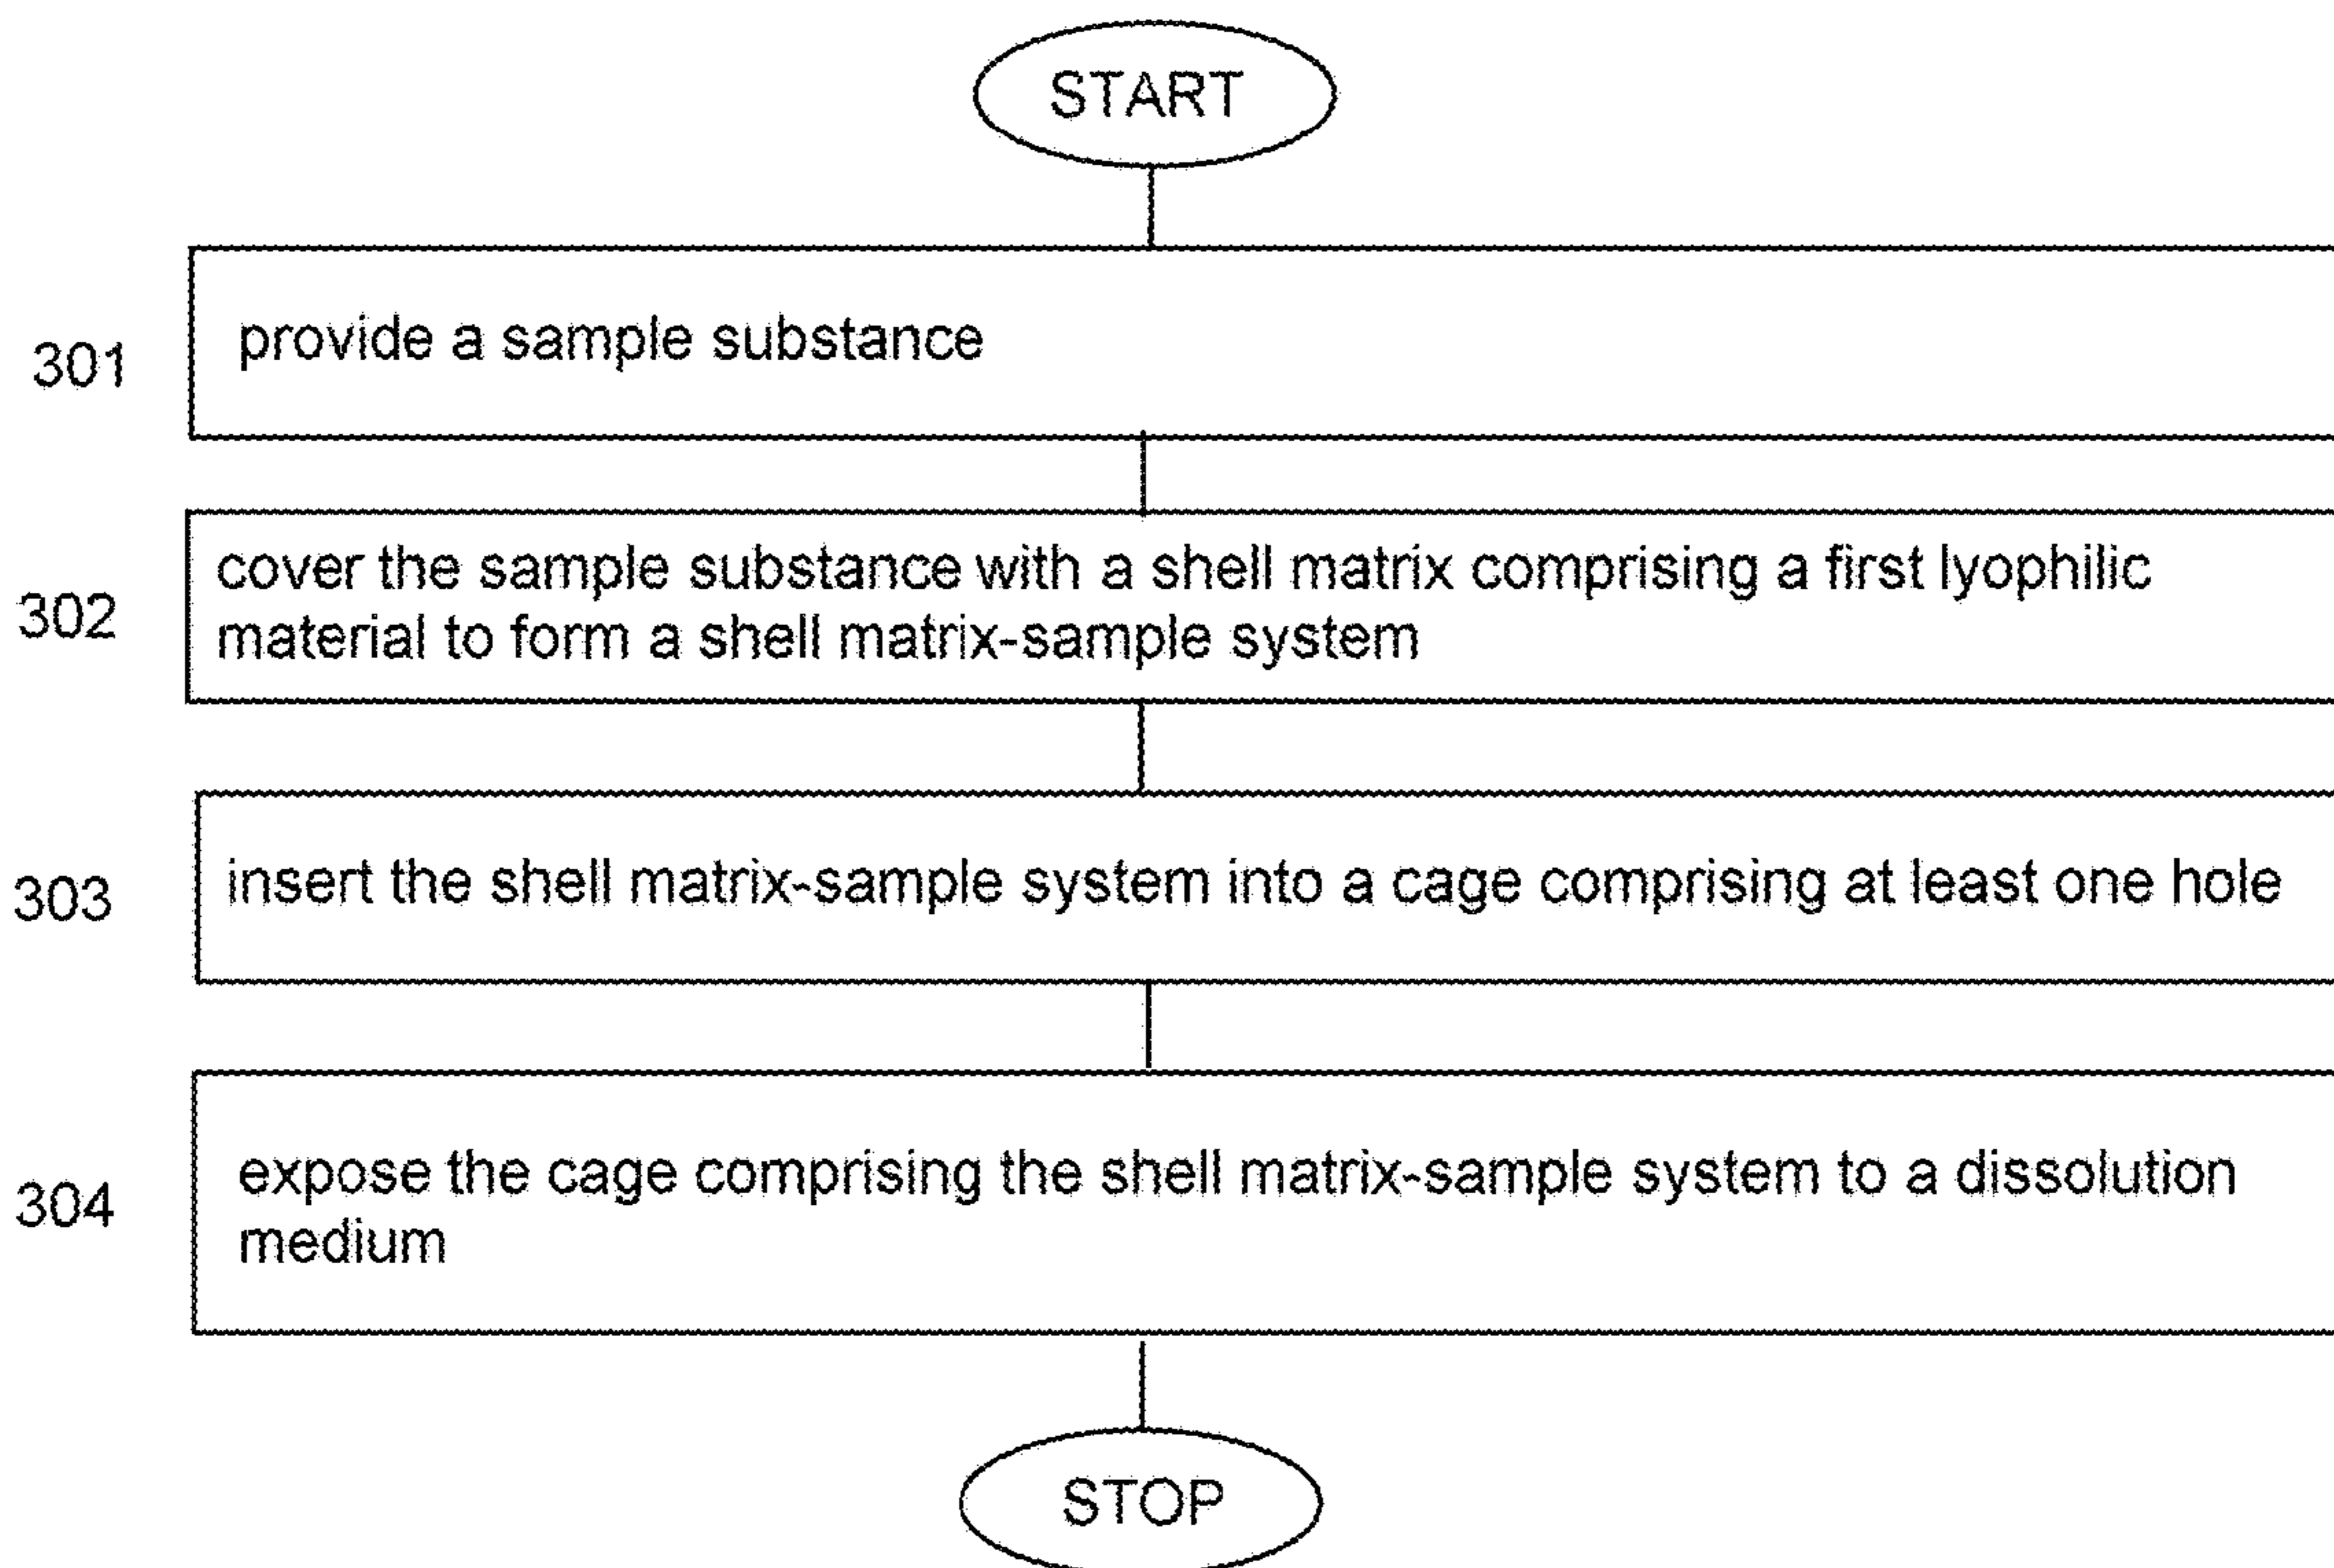 START
301
provide a sample substance
302
cover the sample substance with a shell matrix comprising a first lyophilic
material to form a shell matrix-sample system
303
insert the shell matrix-sample system into a cage comprising at least one hole
304
expose the cage comprising the shell matrix-sample system to a dissolution
medium
STOP